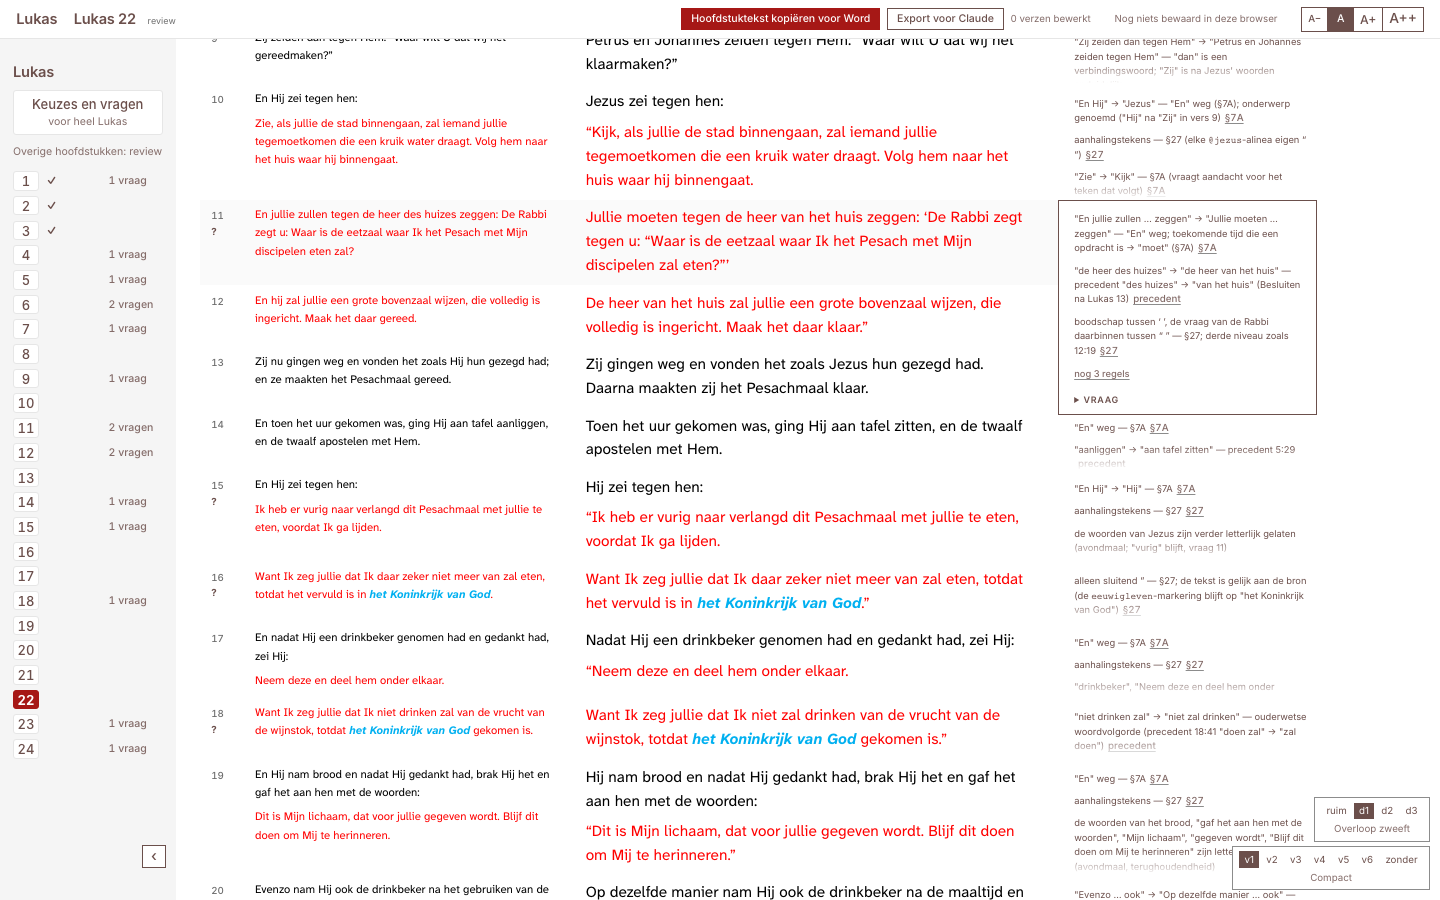 Lukas Lukas 22 review
Hoofdstuktekst kopiëren voor Word Export voor Claude 0 verzen bewerkt Nog niets bewaard in deze browser A− A A+ A++
Lukas
Keuzes en vragen
voor heel Lukas
Overige hoofdstukken: review
1 ✓ 1 vraag
2 ✓
3 ✓
4 1 vraag
5 1 vraag
6 2 vragen
7 1 vraag
8
9 1 vraag
10
11 2 vragen
12 2 vragen
13
14 1 vraag
15 1 vraag
16
17
18 1 vraag
19
20
21
22
23 1 vraag
24 1 vraag
‹
gereedmaken?”
Petrus en Johannes zeiden tegen Hem: “Waar wilt U dat wij het
klaarmaken?”
"Zij zeiden dan tegen Hem" → "Petrus en Johannes
zeiden tegen Hem" — "dan" is een
verbindingswoord; "Zij" is na Jezus' woorden
10
En Hij zei tegen hen:
Zie, als jullie de stad binnengaan, zal iemand jullie
tegemoetkomen die een kruik water draagt. Volg hem naar
het huis waar hij binnengaat.
Jezus zei tegen hen:
“Kijk, als jullie de stad binnengaan, zal iemand jullie
tegemoetkomen die een kruik water draagt. Volg hem naar het
huis waar hij binnengaat.
"En Hij" → "Jezus" — "En" weg (§7A); onderwerp
genoemd ("Hij" na "Zij" in vers 9) §7A
aanhalingstekens — §27 (elke @jezus-alinea eigen “
”) §27
"Zie" → "Kijk" — §7A (vraagt aandacht voor het
teken dat volgt) §7A
11
?
En jullie zullen tegen de heer des huizes zeggen: De Rabbi
zegt u: Waar is de eetzaal waar Ik het Pesach met Mijn
discipelen eten zal?
Jullie moeten tegen de heer van het huis zeggen: ‘De Rabbi zegt
tegen u: “Waar is de eetzaal waar Ik het Pesach met Mijn
discipelen zal eten?”’
"En jullie zullen ... zeggen" → "Jullie moeten ...
zeggen" — "En" weg; toekomende tijd die een
opdracht is → "moet" (§7A) §7A
"de heer des huizes" → "de heer van het huis" —
precedent "des huizes" → "van het huis" (Besluiten
na Lukas 13) precedent
boodschap tussen ‘ ’, de vraag van de Rabbi
daarbinnen tussen “ ” — §27; derde niveau zoals
12:19 §27
nog 3 regels
▶ VRAAG
12
En hij zal jullie een grote bovenzaal wijzen, die volledig is
ingericht. Maak het daar gereed.
De heer van het huis zal jullie een grote bovenzaal wijzen, die
volledig is ingericht. Maak het daar klaar.”
13
Zij nu gingen weg en vonden het zoals Hij hun gezegd had;
en ze maakten het Pesachmaal gereed.
Zij gingen weg en vonden het zoals Jezus hun gezegd had.
Daarna maakten zij het Pesachmaal klaar.
14
En toen het uur gekomen was, ging Hij aan tafel aanliggen,
en de twaalf apostelen met Hem.
Toen het uur gekomen was, ging Hij aan tafel zitten, en de twaalf
apostelen met Hem.
"En" weg — §7A §7A
"aanliggen" → "aan tafel zitten" — precedent 5:29
precedent
15
?
En Hij zei tegen hen:
Ik heb er vurig naar verlangd dit Pesachmaal met jullie te
eten, voordat Ik ga lijden.
Hij zei tegen hen:
“Ik heb er vurig naar verlangd dit Pesachmaal met jullie te eten,
voordat Ik ga lijden.
"En Hij" → "Hij" — §7A §7A
aanhalingstekens — §27 §27
de woorden van Jezus zijn verder letterlijk gelaten
(avondmaal; "vurig" blijft, vraag 11)
16
?
Want Ik zeg jullie dat Ik daar zeker niet meer van zal eten,
totdat het vervuld is in het Koninkrijk van God.
Want Ik zeg jullie dat Ik daar zeker niet meer van zal eten, totdat
het vervuld is in het Koninkrijk van God.”
alleen sluitend ” — §27; de tekst is gelijk aan de bron
(de eeuwigleven-markering blijft op "het Koninkrijk
van God") §27
17
En nadat Hij een drinkbeker genomen had en gedankt had,
zei Hij:
Neem deze en deel hem onder elkaar.
Nadat Hij een drinkbeker genomen had en gedankt had, zei Hij:
“Neem deze en deel hem onder elkaar.
"En" weg — §7A §7A
aanhalingstekens — §27 §27
"drinkbeker", "Neem deze en deel hem onder
18
?
Want Ik zeg jullie dat Ik niet drinken zal van de vrucht van
de wijnstok, totdat het Koninkrijk van God gekomen is.
Want Ik zeg jullie dat Ik niet zal drinken van de vrucht van de
wijnstok, totdat het Koninkrijk van God gekomen is.”
"niet drinken zal" → "niet zal drinken" — ouderwetse
woordvolgorde (precedent 18:41 "doen zal" → "zal
doen") precedent
19
En Hij nam brood en nadat Hij gedankt had, brak Hij het en
gaf het aan hen met de woorden:
Dit is Mijn lichaam, dat voor jullie gegeven wordt. Blijf dit
doen om Mij te herinneren.
Hij nam brood en nadat Hij gedankt had, brak Hij het en gaf het
aan hen met de woorden:
“Dit is Mijn lichaam, dat voor jullie gegeven wordt. Blijf dit doen
om Mij te herinneren.”
"En" weg — §7A §7A
aanhalingstekens — §27 §27
de woorden van het brood, "gaf het aan hen met de
woorden", "Mijn lichaam", "gegeven wordt", "Blijf dit
doen om Mij te herinneren" zijn
(avondmaal, terughoudendheid)
20
Evenzo nam Hij ook de drinkbeker na het gebruiken van de
Op dezelfde manier nam Hij ook de drinkbeker na de maaltijd en
"Evenzo ... ook" → "Op dezelfde manier ... ook" —
ruim d1 d2 d3
Overloop zweeft
v1 v2 v3 v4 v5 v6 zonder
Compact